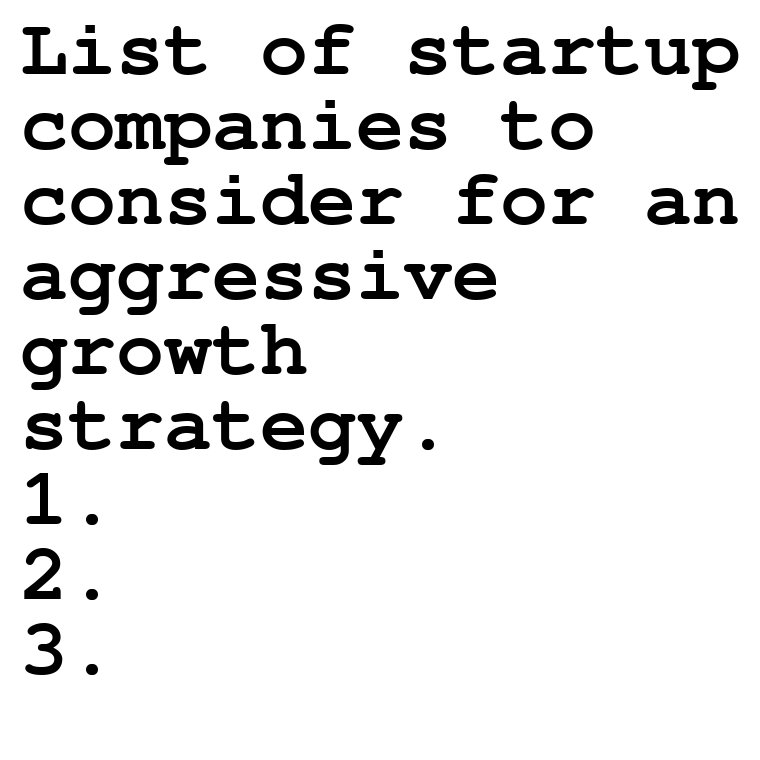 List of startup
companies to
consider for an
aggressive
growth
strategy.
1.
2.
3.